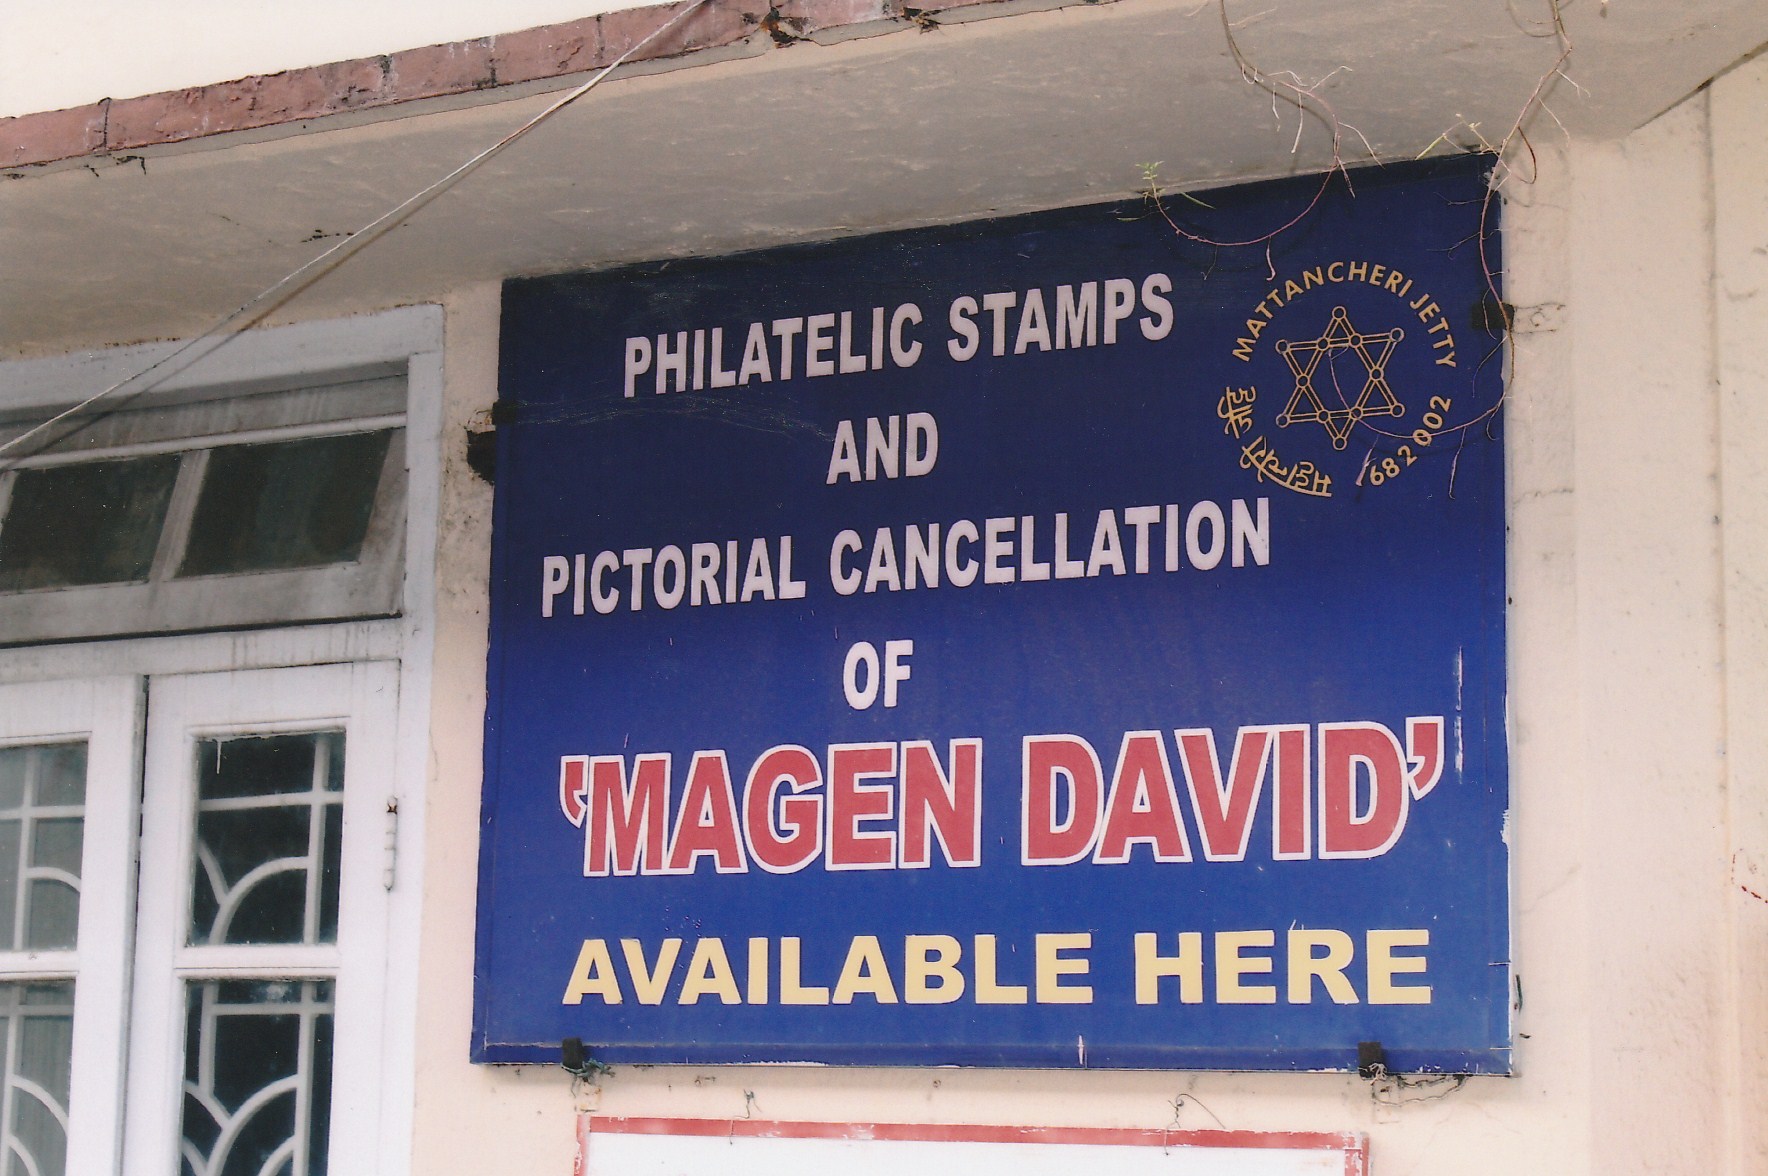 PHILATELIC STAMPS
AND
PICTORIAL CANCELLATION
OF
'MAGEN DAVID'
AVAILABLE HERE
MATTANCHERI JETTY
682002